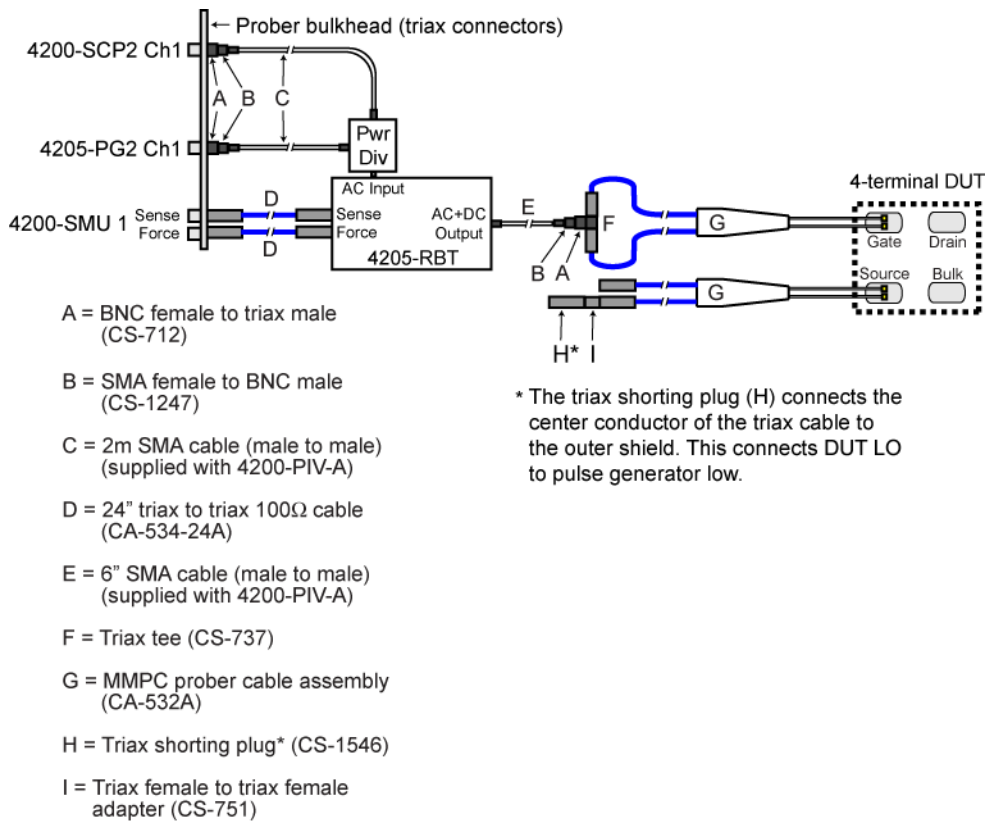 Prober bulkhead (triax connectors)
4200-SCP2 Ch1
A B C
4205-PG2 Ch1
Pwr
Div
4-terminal DUT
D
AC Input
4200-SMU 1
Sense
Force
Sense
Force
AC+DC
Output
E
F
G
Gate
Drain
D
4205-RBT
B A
Source
Bulk
G
H* I
A = BNC female to triax male
(CS-712)
B = SMA female to BNC male
(CS-1247)
C = 2m SMA cable (male to male)
(supplied with 4200-PIV-A)
D = 24” triax to triax 100Ω cable
(CA-534-24A)
E = 6” SMA cable (male to male)
(supplied with 4200-PIV-A)
F = Triax tee (CS-737)
G = MMPC prober cable assembly
(CA-532A)
H = Triax shorting plug* (CS-1546)
I = Triax female to triax female
adapter (CS-751)
* The triax shorting plug (H) connects the
center conductor of the triax cable to
the outer shield. This connects DUT LO
to pulse generator low.